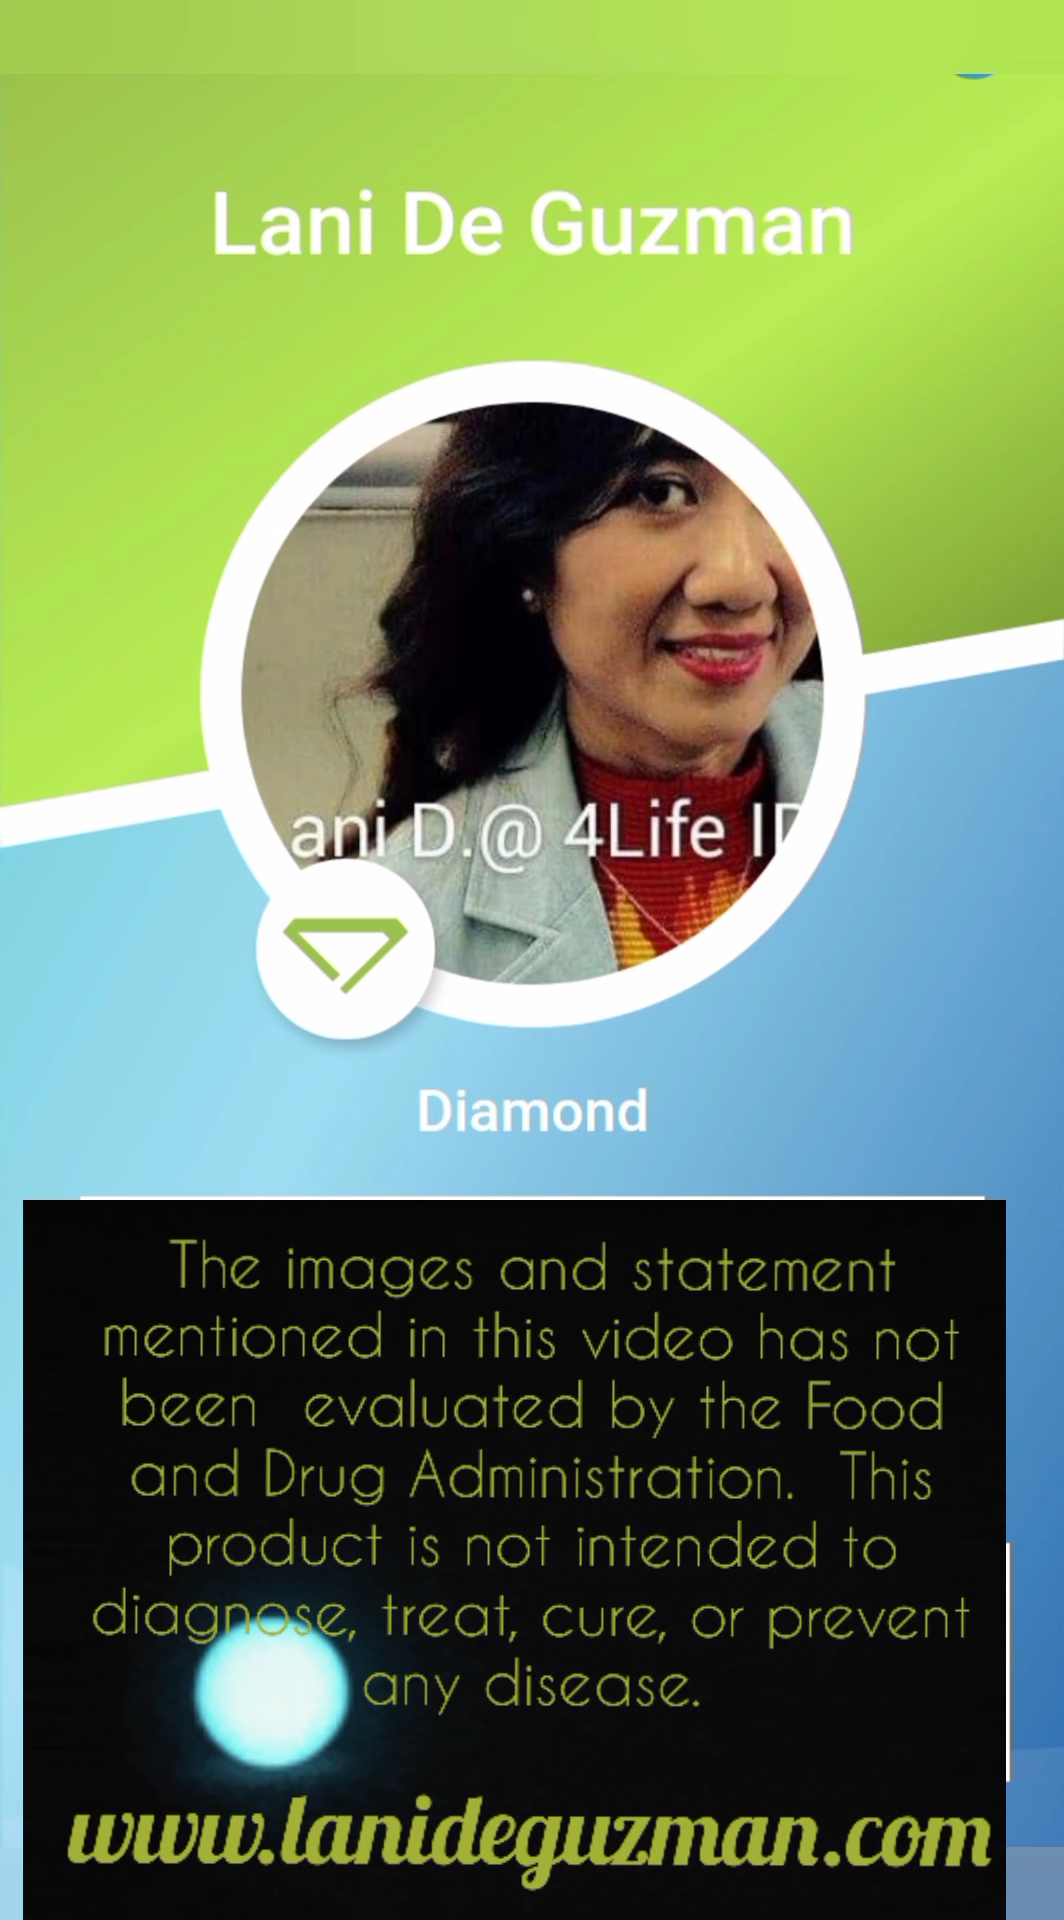 Lani De Guzman
ani D.@ 4Life
Diamond
The images and statement
mentioned in this video has not
been evaluated by the Food
and Drug Administration. This
product is not intended to
diagnose, treat, cure, or prevent
any disease.
www.lanideguzman.com